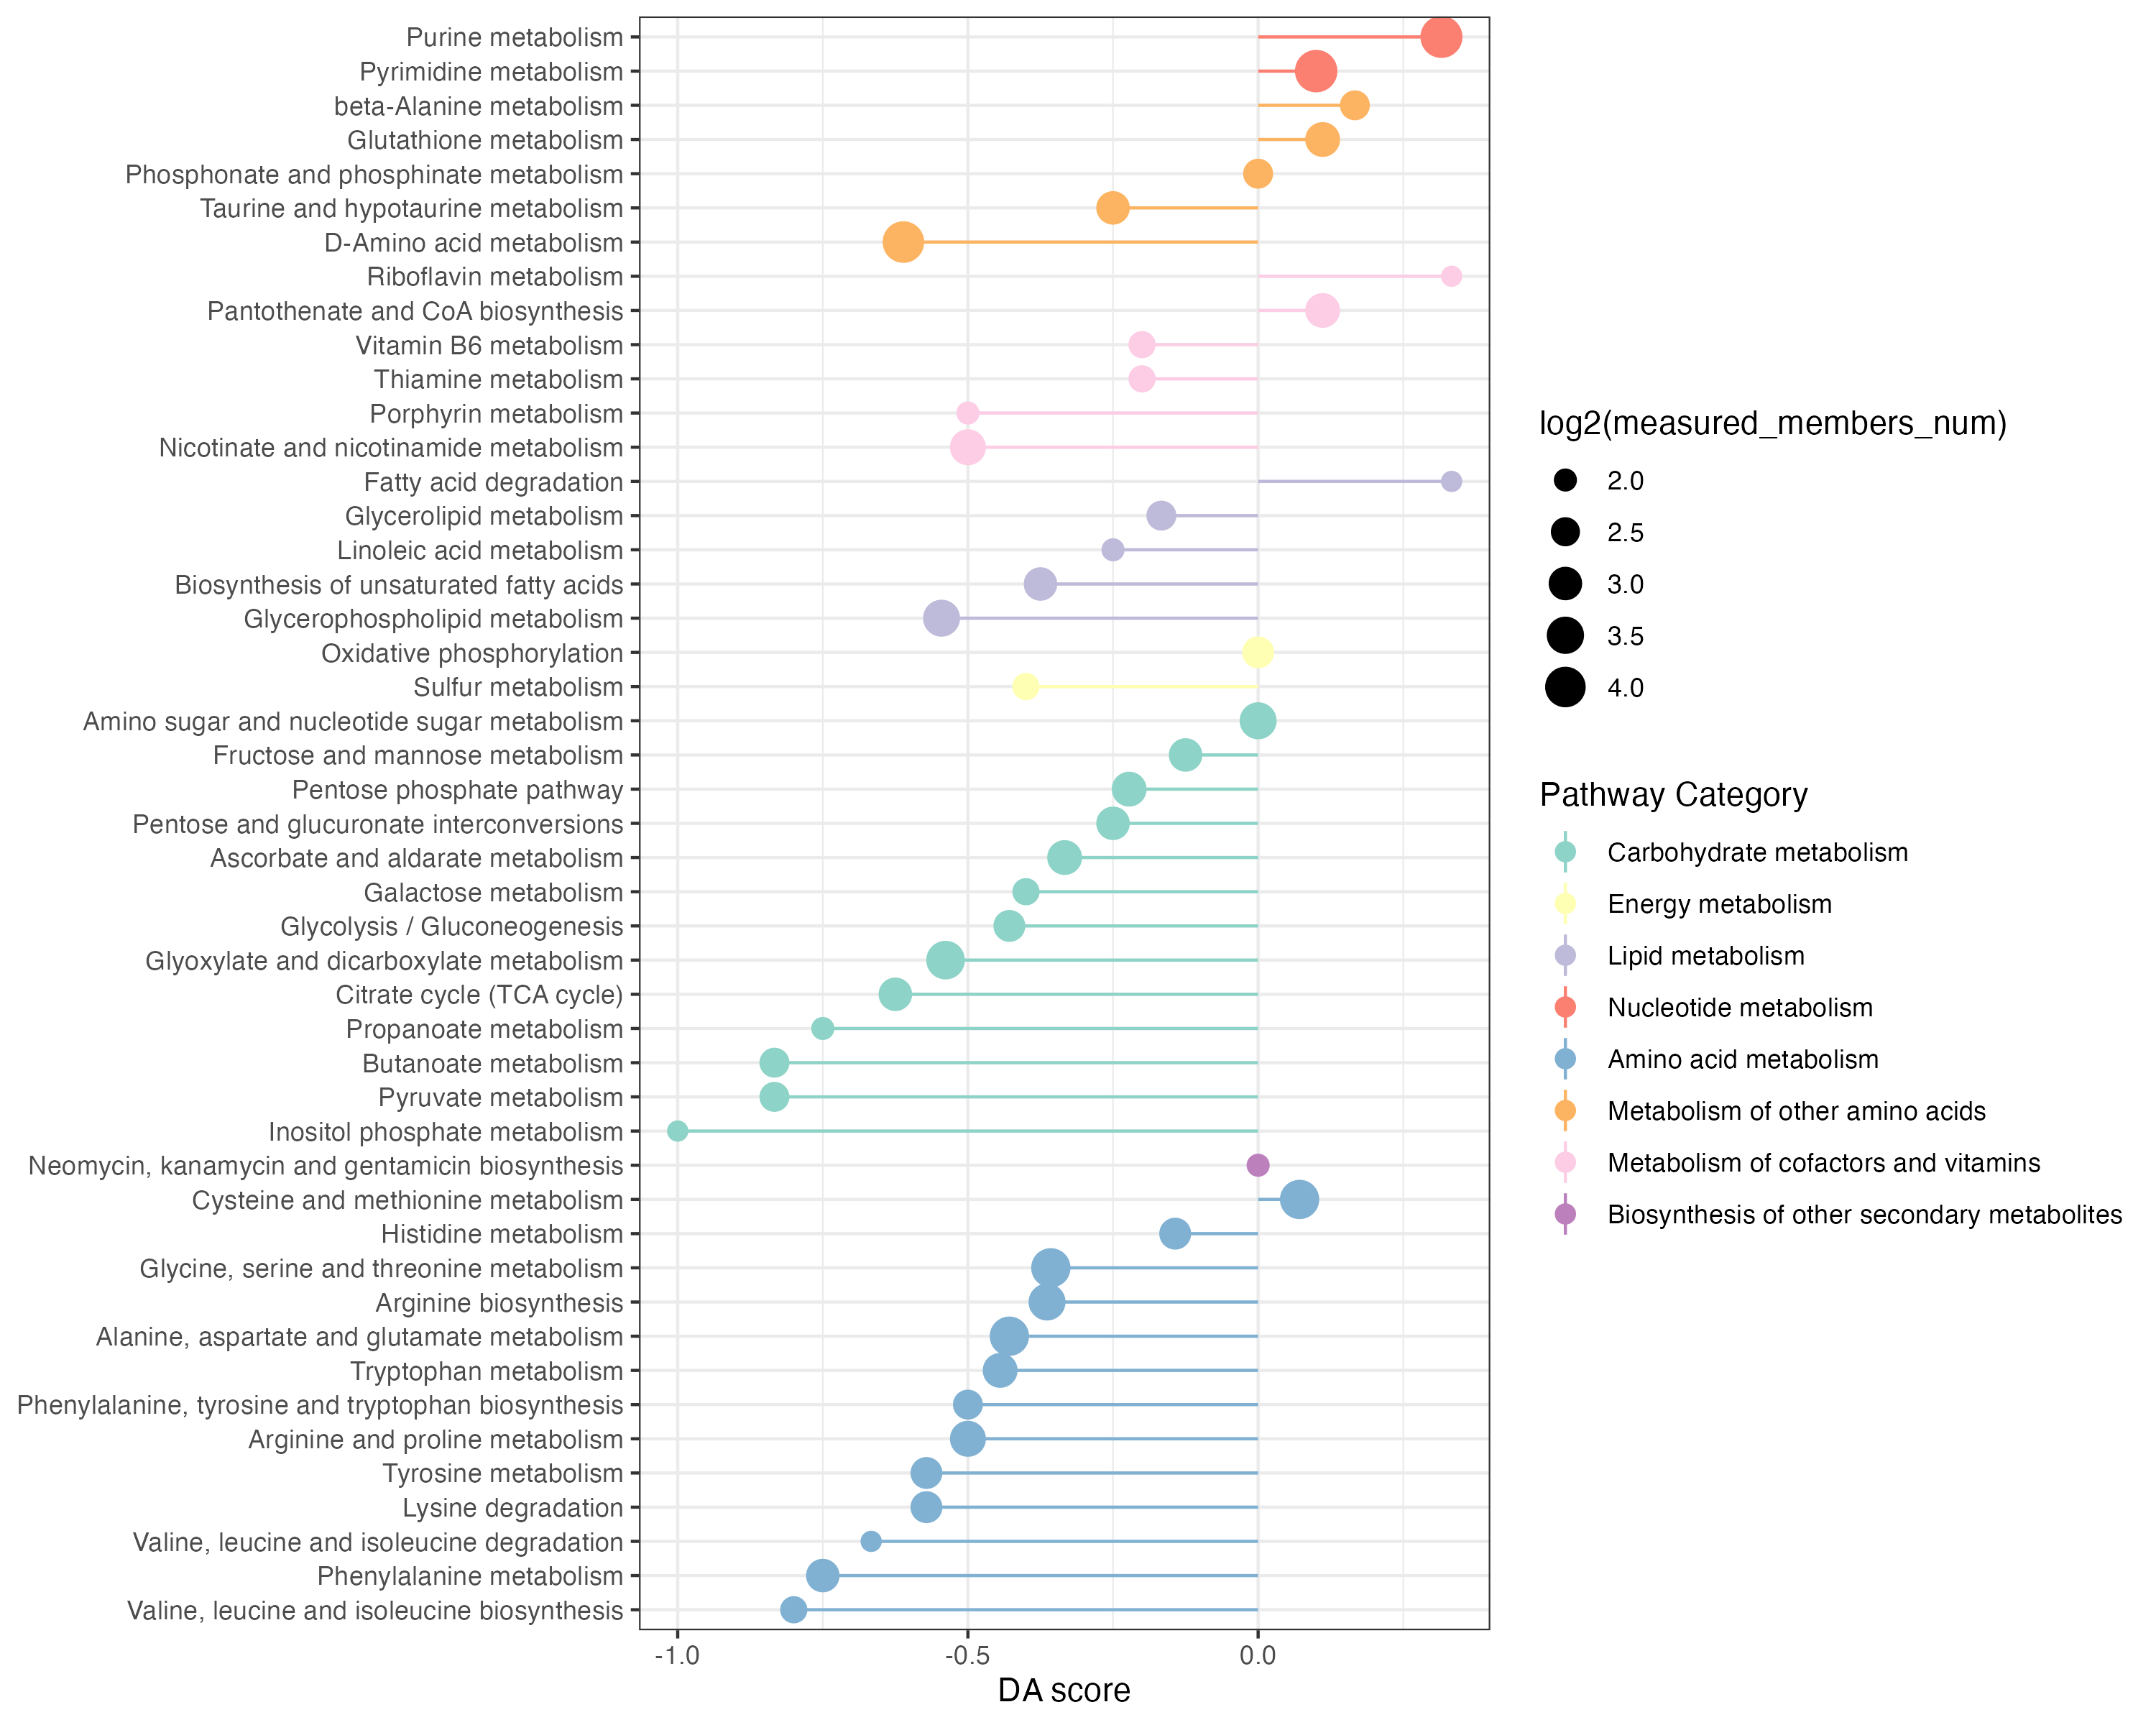 Purine metabolism
Pyrimidine metabolism
beta-Alanine metabolism
Glutathione metabolism
Phosphonate and phosphinate metabolism
Taurine and hypotaurine metabolism
D-Amino acid metabolism
Riboflavin metabolism
Pantothenate and CoA biosynthesis
Vitamin B6 metabolism
Thiamine metabolism
Porphyrin metabolism
Nicotinate and nicotinamide metabolism
Fatty acid degradation
Glycerolipid metabolism
Linoleic acid metabolism
Biosynthesis of unsaturated fatty acids
Glycerophospholipid metabolism
Oxidative phosphorylation
Sulfur metabolism
Amino sugar and nucleotide sugar metabolism
Fructose and mannose metabolism
Pentose phosphate pathway
Pentose and glucuronate interconversions
Ascorbate and aldarate metabolism
Galactose metabolism
Glycolysis / Gluconeogenesis
Glyoxylate and dicarboxylate metabolism
Citrate cycle (TCA cycle)
Propanoate metabolism
Butanoate metabolism
Pyruvate metabolism
Inositol phosphate metabolism
Neomycin, kanamycin and gentamicin biosynthesis
Cysteine and methionine metabolism
Histidine metabolism
Glycine, serine and threonine metabolism
Arginine biosynthesis
Alanine, aspartate and glutamate metabolism
Tryptophan metabolism
Phenylalanine, tyrosine and tryptophan biosynthesis
Arginine and proline metabolism
Tyrosine metabolism
Lysine degradation
Valine, leucine and isoleucine degradation
Phenylalanine metabolism
Valine, leucine and isoleucine biosynthesis
-1.0
-0.5
0.0
DA score
log2(measured_members_num)
2.0
2.5
3.0
3.5
4.0
Pathway Category
Carbohydrate metabolism
Energy metabolism
Lipid metabolism
Nucleotide metabolism
Amino acid metabolism
Metabolism of other amino acids
Metabolism of cofactors and vitamins
Biosynthesis of other secondary metabolites